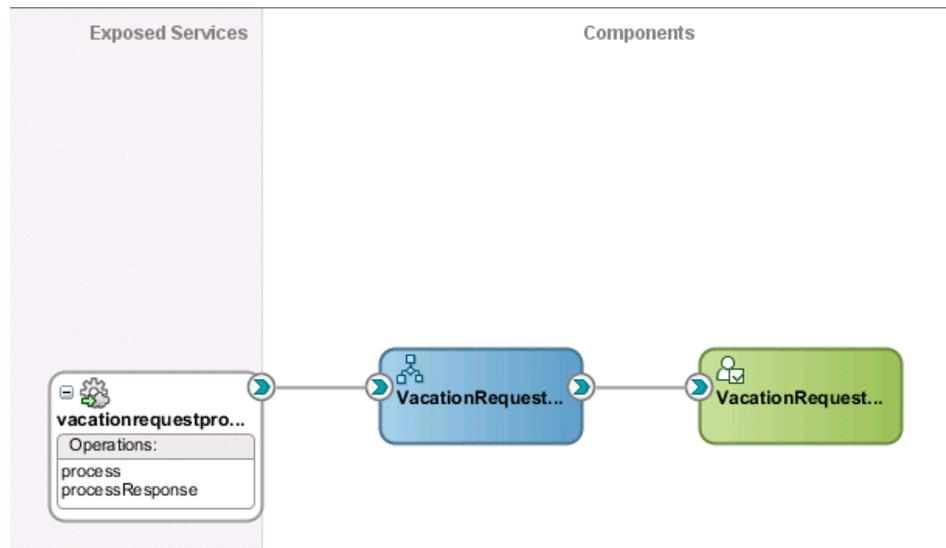 Exposed Services
Components
vacationrequestpro...
Operations:
process
processResponse
VacationRequest...
VacationRequest...